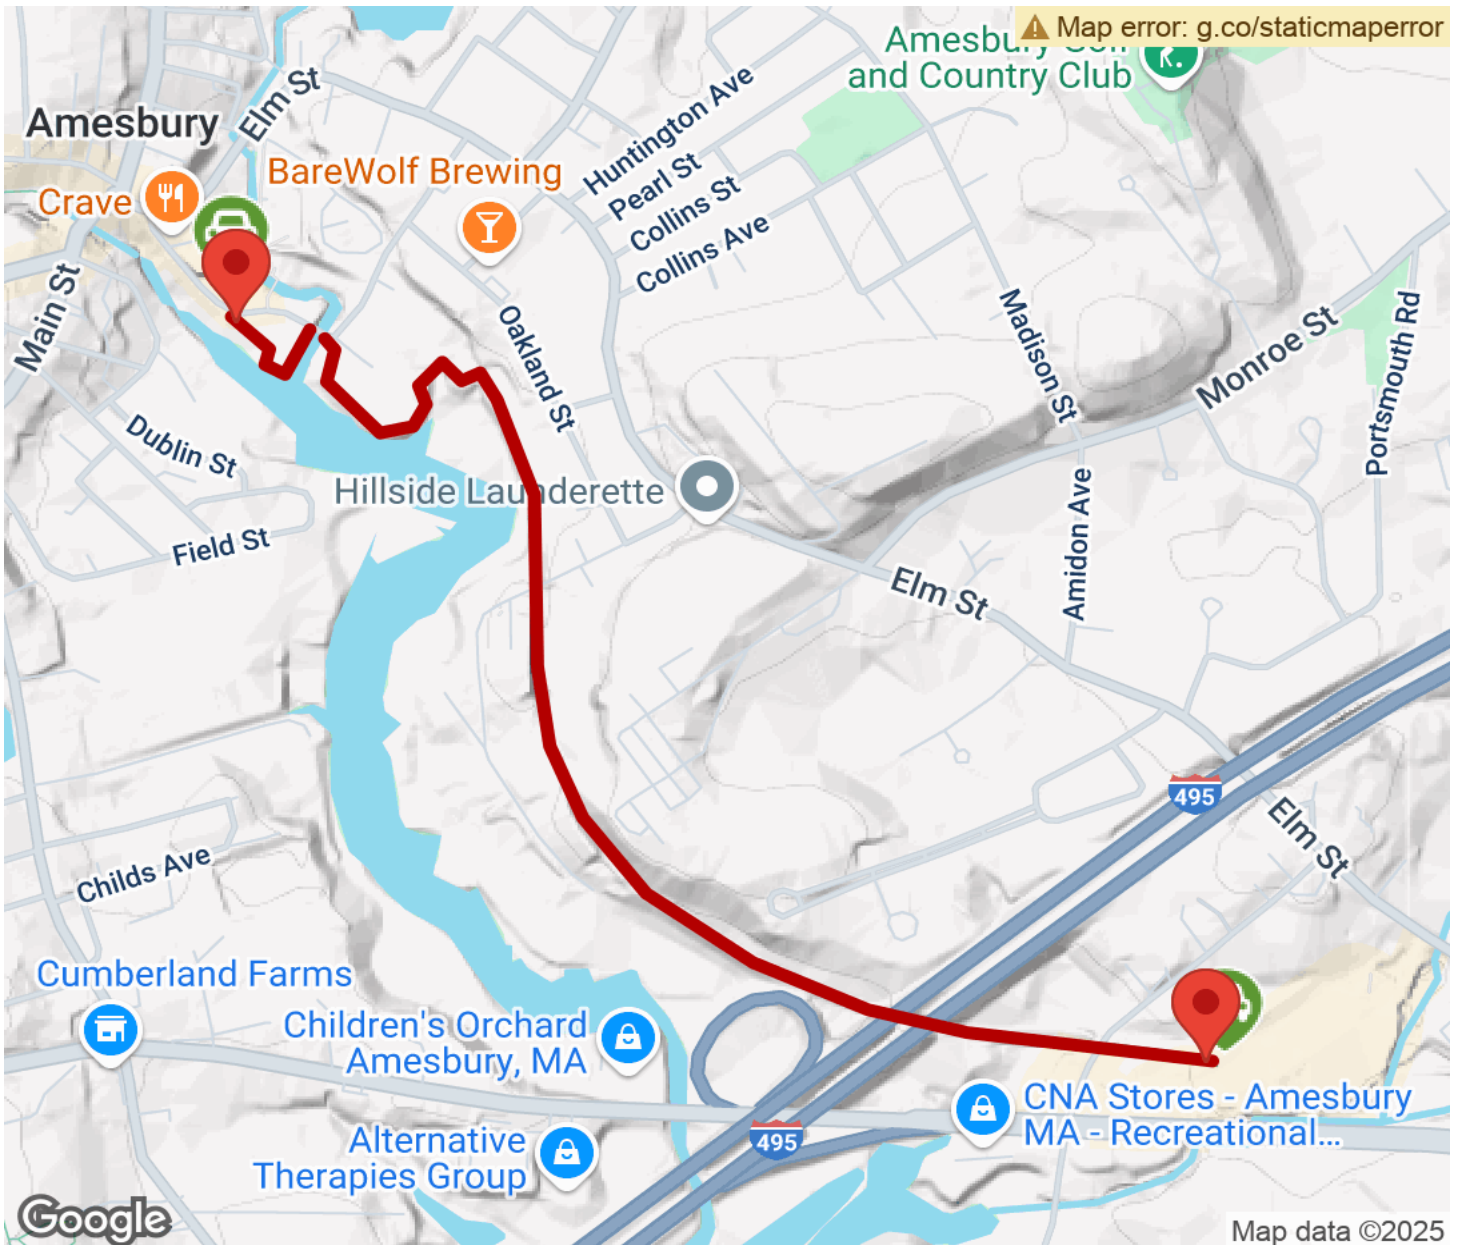 Map error: g.co/staticmaperror
Amesbury Golf
and Country Club
Elm St
Amesbury
Huntington Ave
BareWolf Brewing
Pearl St
Crave
Collins St
Collins Ave
Main St
Oakland St
Madison St
Monroe St
Portsmouth Rd
Dublin St
Hillside Launderette
Field St
Elm St
Amidon Ave
495
Elm St
Childs Ave
Cumberland Farms
Children's Orchard
Amesbury, MA
CNA Stores - Amesbury
MA - Recreational...
495
Alternative
Therapies Group
Google
Map data ©2025